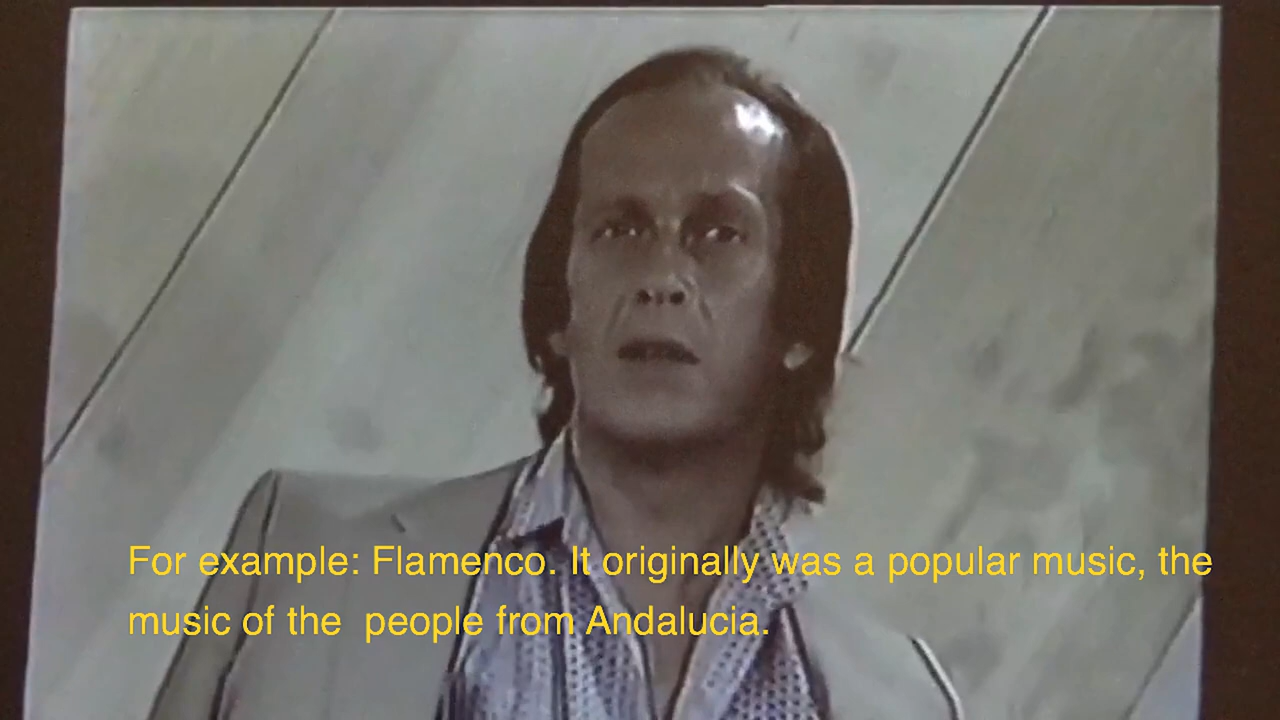 For example: Flamenco. It originally was a popular music, the
music of the  people from Andalucia.